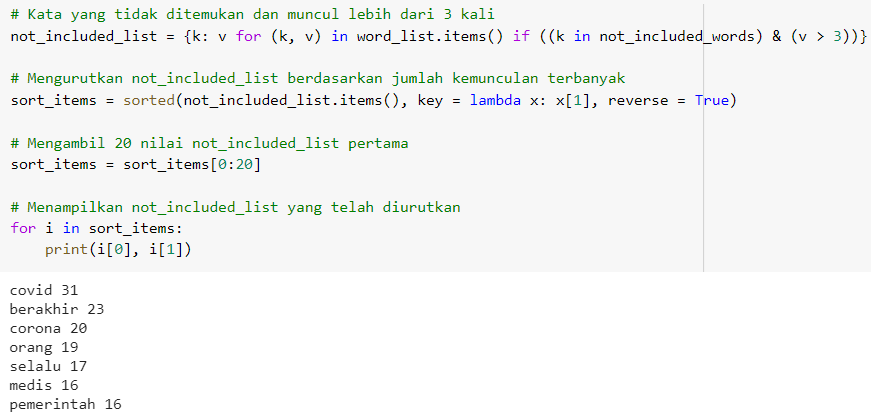 # Kata yang tidak ditemukan dan muncul lebih dari 3 kali
not_included_list = {k: v for (k, v) in word_list.items() if ((k in not_included_words) & (v > 3))}
# Mengurutkan not_included_list berdasarkan jumlah kemunculan terbanyak
sort_items = sorted(not_included_list.items(), key = lambda x: x[1], reverse = True)
# Mengambil 20 nilai not_included_list pertama
sort_items = sort_items[0:20]
# Menampilkan not_included_list yang telah diurutkan
for i in sort_items:
    print(i[0], i[1])
covid 31
berakhir 23
corona 20
orang 19
selalu 17
medis 16
pemerintah 16